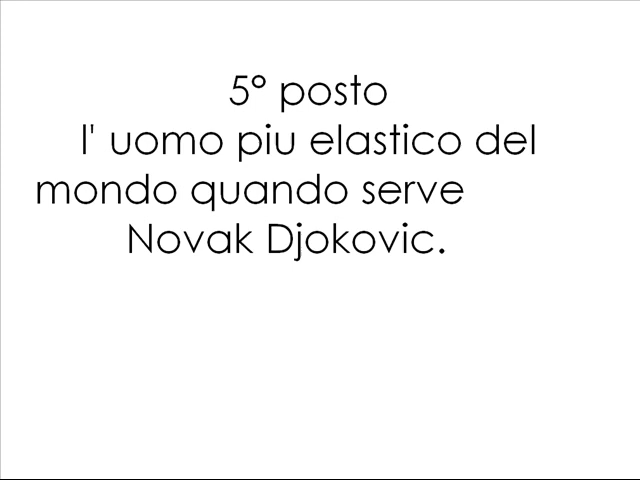 5° posto
l' uomo piu elastico del
mondo quando serve
Novak Djokovic.